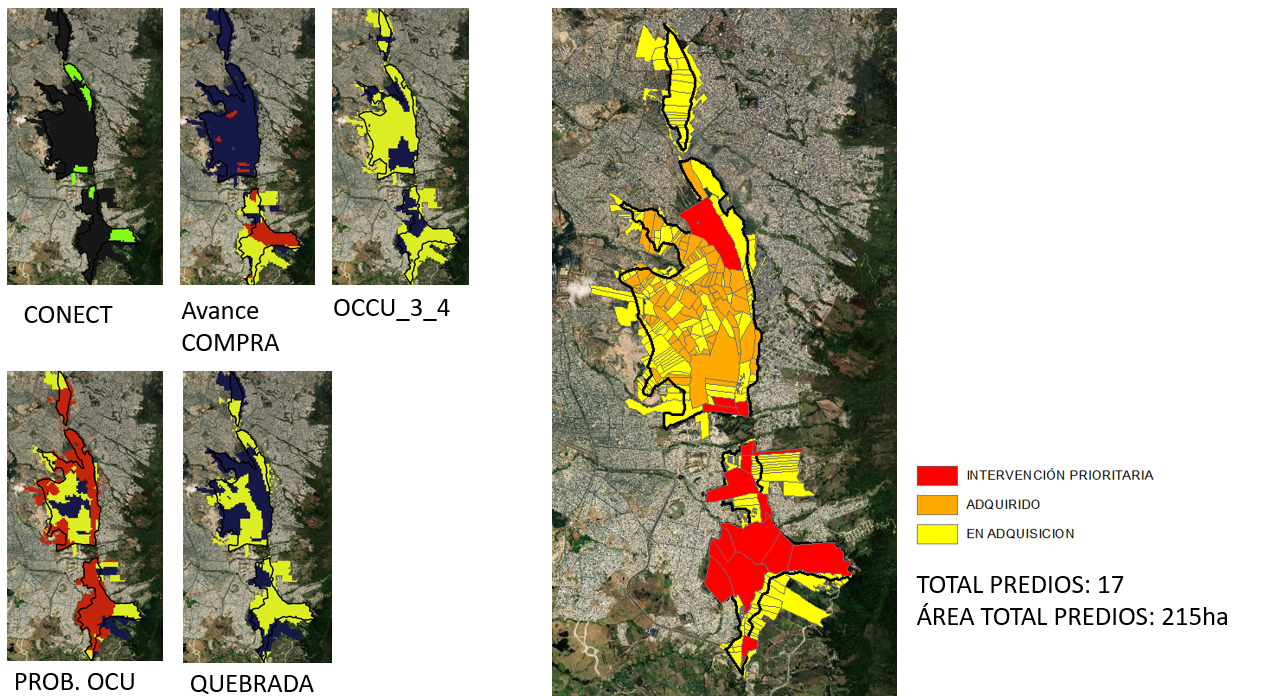 CONECT
Avance
COMPRA
OCCU_3_4
PROB. OCU
QUEBRADA
INTERVENCIÓN PRIORITARIA
ADQUIRIDO
EN ADQUISICION
TOTAL PREDIOS: 17
ÁREA TOTAL PREDIOS: 215ha